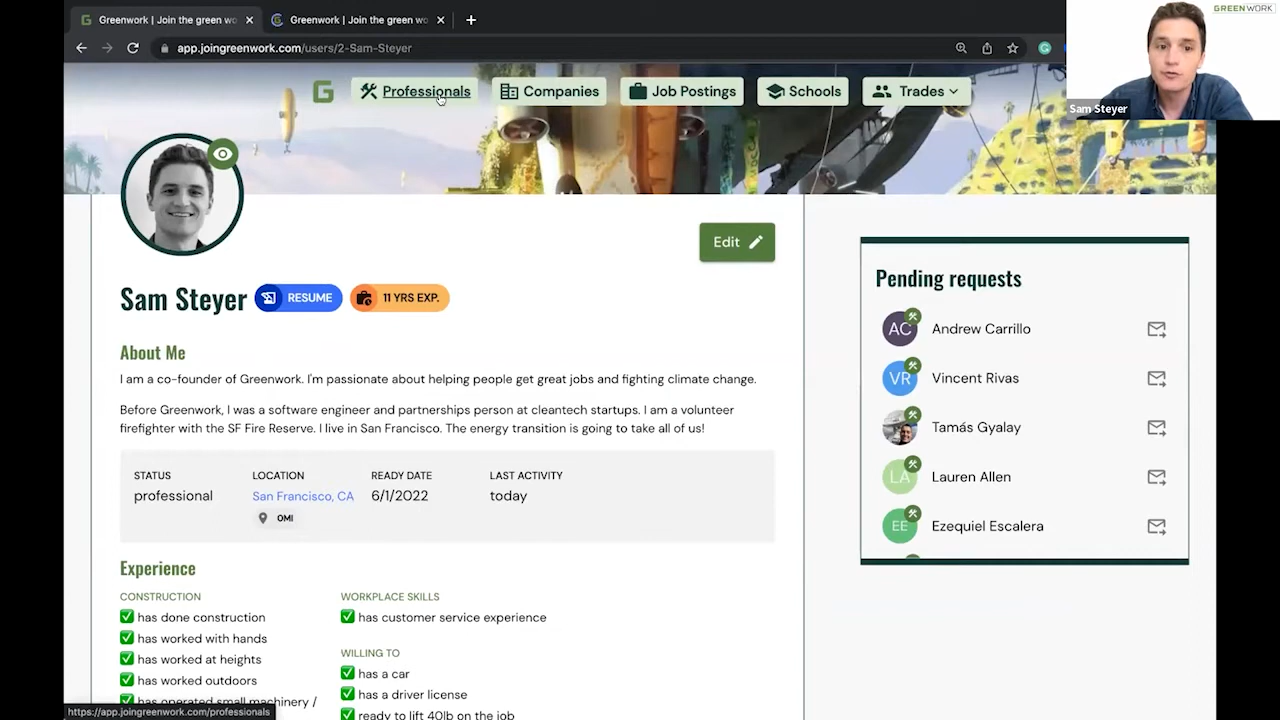 Greenwork | Join the green wo
Greenwork | Join the green wo
GREENWORK
app.joingreenwork.com/users/2-Sam-Steyer
G
Professionals
Companies
Job Postings
Schools
Trades
Sam Steyer
Edit
Sam Steyer
RESUME
11 YRS EXP.
About Me
I am a co-founder of Greenwork. I'm passionate about helping people get great jobs and fighting climate change.
Before Greenwork, I was a software engineer and partnerships person at cleantech startups. I am a volunteer
firefighter with the SF Fire Reserve. I live in San Francisco. The energy transition is going to take all of us!
STATUS
professional
LOCATION
San Francisco, CA
OMI
READY DATE
6/1/2022
LAST ACTIVITY
today
Experience
CONSTRUCTION
has done construction
has worked with hands
has worked at heights
has worked outdoors
has operated small machinery /
WORKPLACE SKILLS
has customer service experience
WILLING TO
has a car
has a driver license
ready to lift 40lb on the job
Pending requests
AC Andrew Carrillo
VR Vincent Rivas
Tamás Gyalay
LA Lauren Allen
EE Ezequiel Escalera
https://app.joingreenwork.com/professionals